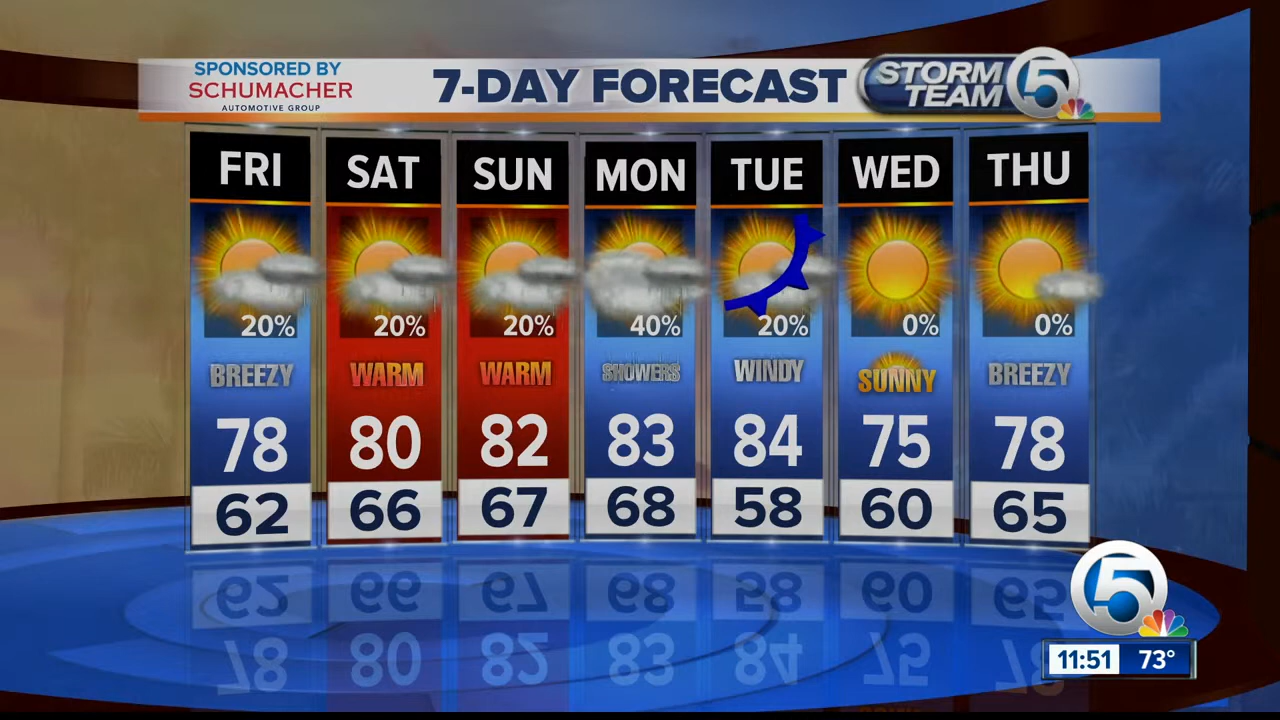 SPONSORED BY
SCHUMACHER
AUTOMOTIVE GROUP
7-DAY FORECAST
STORM
TEAM
5
FRI SAT SUN MON TUE WED THU
20% 20% 20% 40% 20% 0% 0%
BREEZY WARM WARM SHOWERS WINDY SUNNY BREEZY
78 80 82 83 84 75 78
62 66 67 68 58 60 65
5
11:51 73°